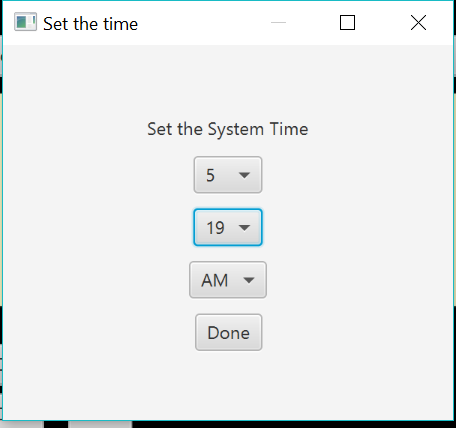 Set the time
Set the System Time
5
19
AM
Done